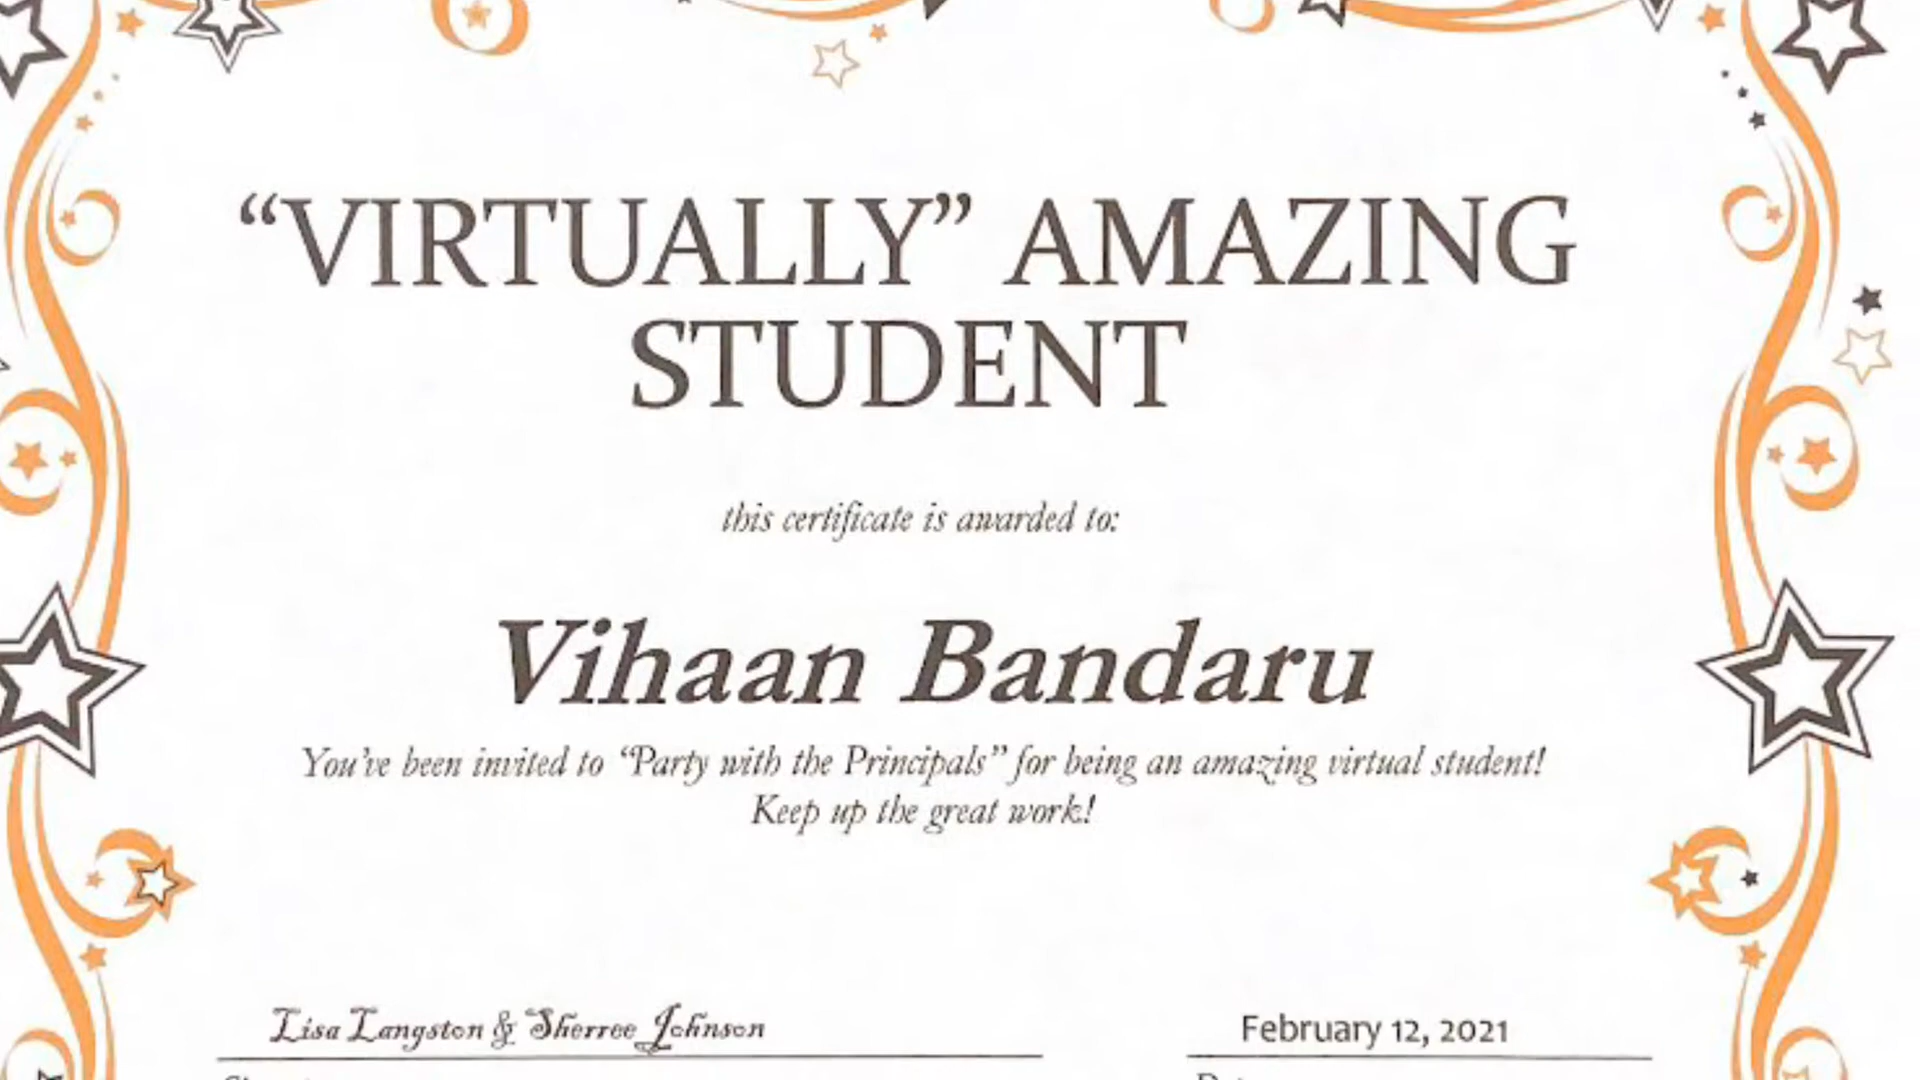 “VIRTUALLY” AMAZING
STUDENT
this certificate is awarded to:
Vihaan Bandaru
You’ve been invited to “Party with the Principals” for being an amazing virtual student!
Keep up the great work!
Lisa Langston & Sherree Johnson
February 12, 2021